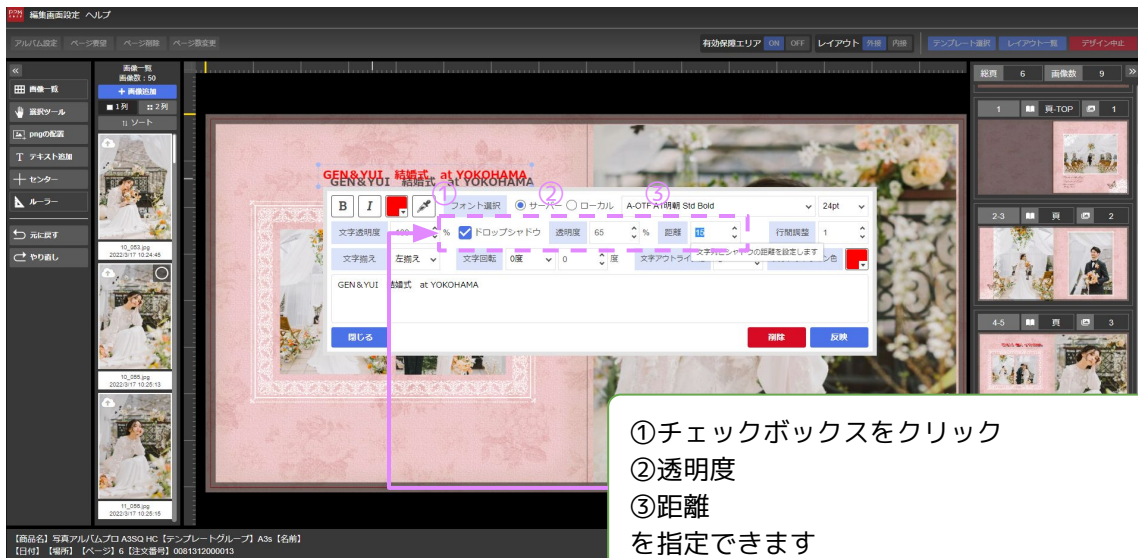 編集画面設定 ヘルプ
アルバム設定 ページ要望 ページ削除 ページ数変更
有効保障エリア ON OFF レイアウト 外接 内接 テンプレート選択 レイアウト一覧 デザイン中止
画像一覧
画像数：50
+ 画像追加
■1列 2列
ソート
画像一覧
選択ツール
pngの配置
T テキスト追加
センター
ルーラー
元に戻す
やり直し
10_053.jpg
2022/3/17 10:24:46
10_055.jpg
2022/3/17 10:25:13
11_056.jpg
2022/3/17 10:25:15
GEN&YUI 結婚式 at YOKOHAMA
GEN&YUI 結婚式 at YOKOHAMA
① ② ③
B I フォント選択 サーバー ローカル A-OTF A1明朝 Std Bold 24pt
文字透明度 100 % ドロップシャドウ 透明度 65 % 距離 15 行間調整 1
文字列とシャドウの距離を設定します
文字揃え 左揃え 文字回転 0度 0 度 文字アウトライン 色
GEN&YUI 結婚式 at YOKOHAMA
閉じる 削除 反映
総頁 6 画像数 9
1 頁-TOP 1
2-3 頁 2
4-5 頁 3
①チェックボックスをクリック
②透明度
③距離
を指定できます
【商品名】写真アルバムプロ A3SQ HC【テンプレートグループ】A3s【名前】
【日付】【場所】【ページ】6【注文番号】0081312000013